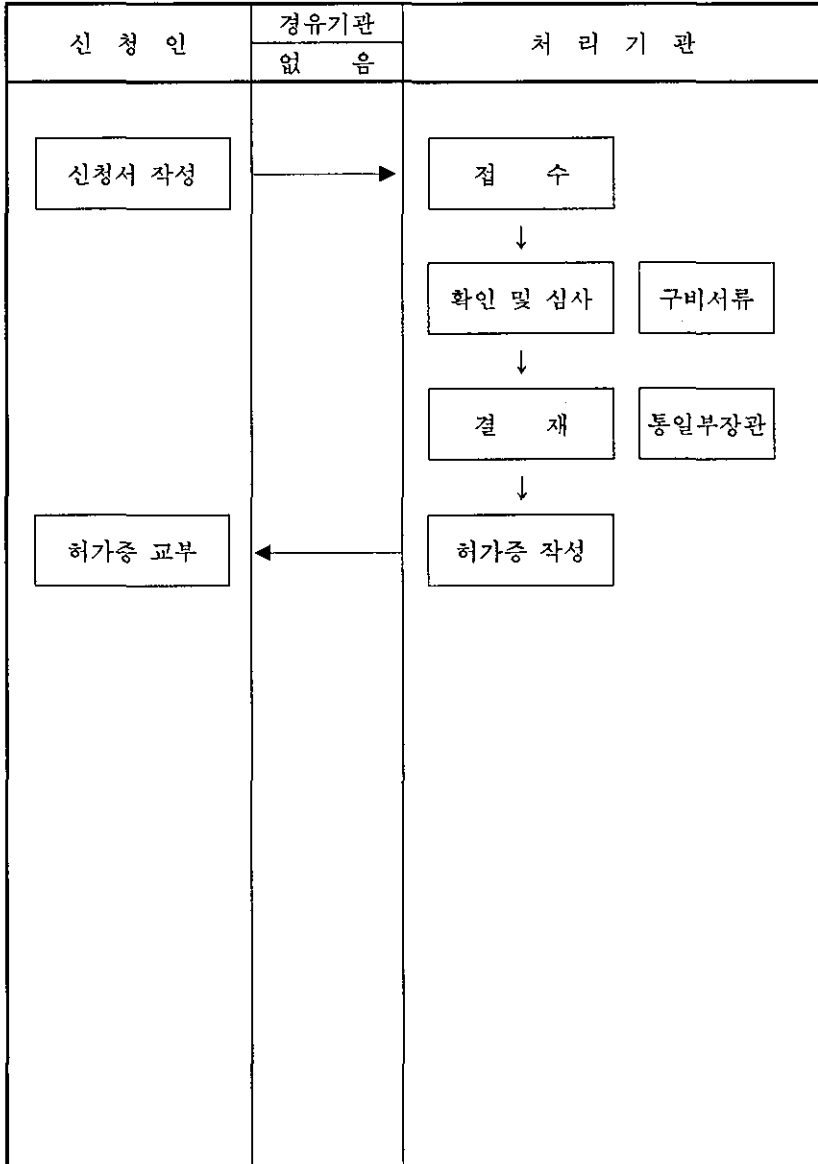 신 청 인
경유기관
없 음
처 리 기 관
신청서 작성
접 수
↓
확인 및 심사
구비서류
↓
결 재
통일부장관
↓
허가증 교부
허가증 작성